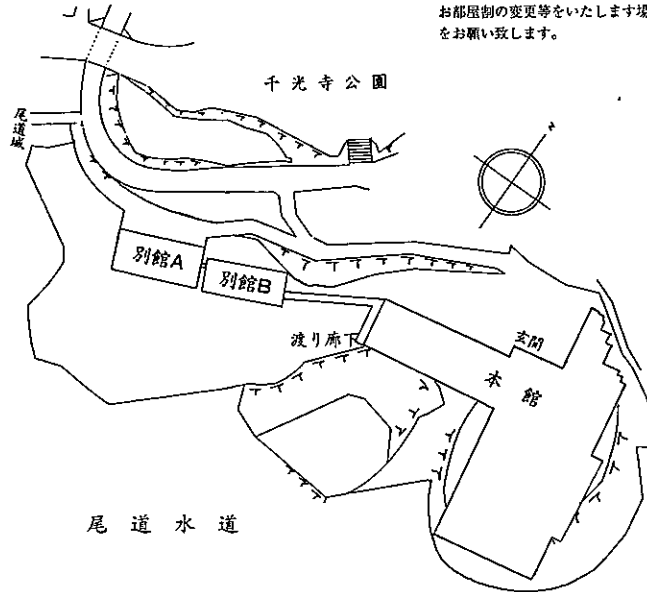 お部屋割の変更等をいたします場
をお願い致します。
千光寺公園
尾道城
N
別館A
別館B
渡り廊下
玄関
本館
尾道水道